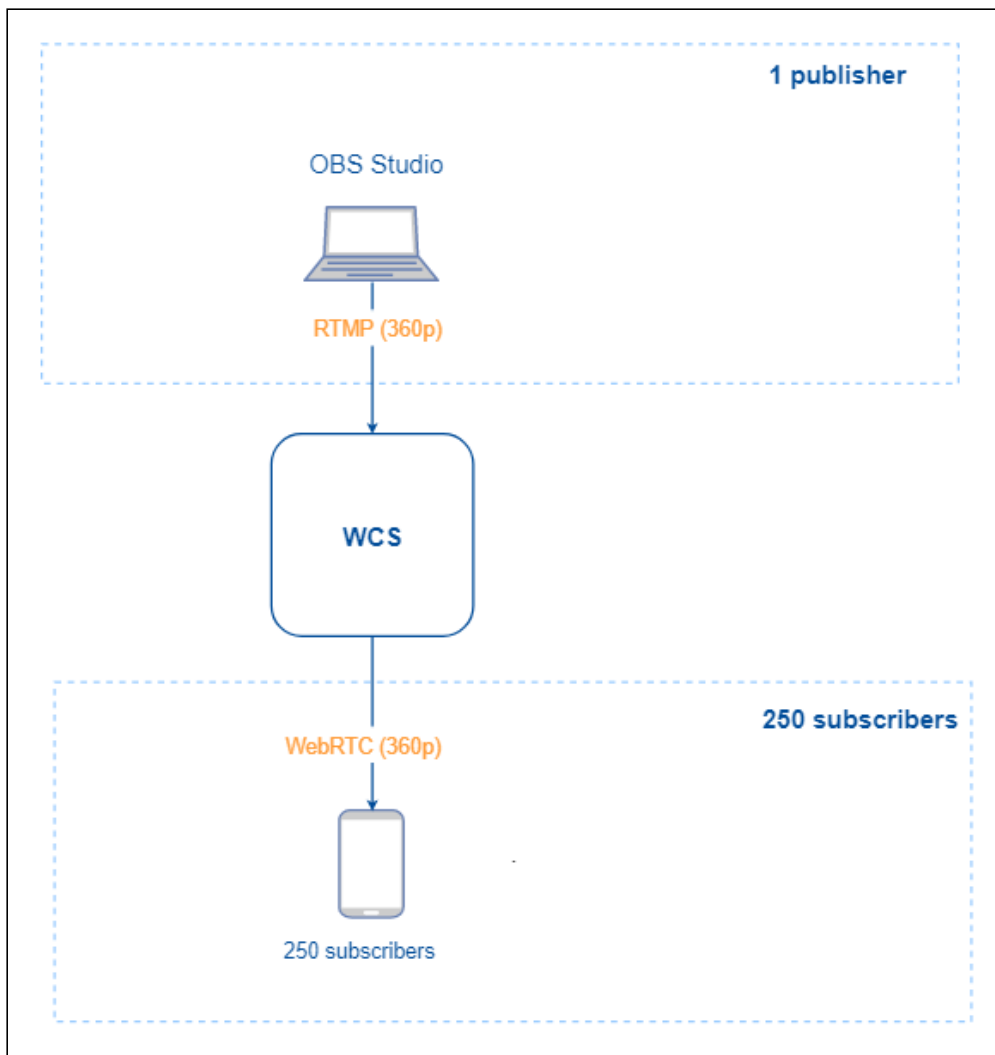 1 publisher
OBS Studio
RTMP (360p)
WCS
250 subscribers
WebRTC (360p)
250 subscribers